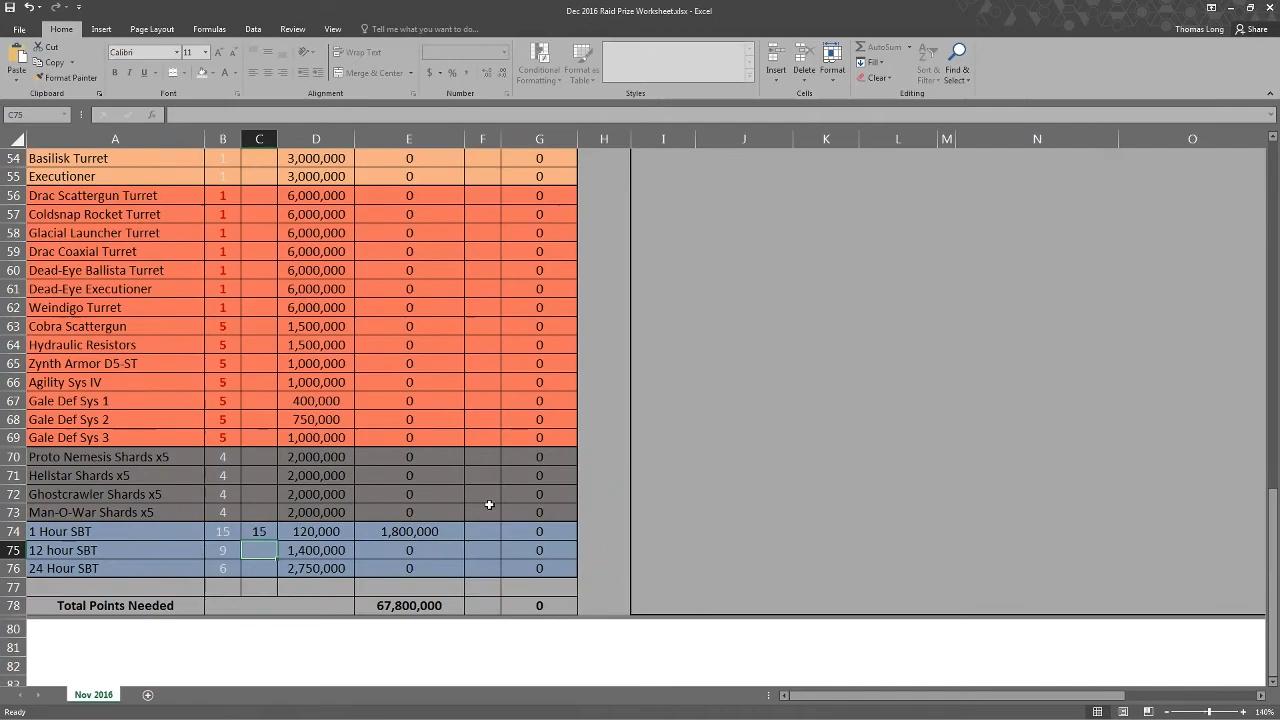 Dec 2016 Raid Prize Worksheet.xlsx - Excel
File Home Insert Page Layout Formulas Data Review View Tell me what you want to do... Thomas Long Share
Paste Cut Copy Format Painter Clipboard
Calibri 11 B I U Font
Wrap Text Merge & Center Alignment
$ % , Number
Conditional Formatting Format as Table Styles
Insert Delete Format Cells
AutoSum Fill Clear Sort & Filter Find & Select Editing
C75 fx
A B C D E F G H I J K L M N O
54 Basilisk Turret 1 3,000,000 0 0
55 Executioner 1 3,000,000 0 0
56 Drac Scattergun Turret 1 6,000,000 0 0
57 Coldsnap Rocket Turret 1 6,000,000 0 0
58 Glacial Launcher Turret 1 6,000,000 0 0
59 Drac Coaxial Turret 1 6,000,000 0 0
60 Dead-Eye Ballista Turret 1 6,000,000 0 0
61 Dead-Eye Executioner 1 6,000,000 0 0
62 Weindigo Turret 1 6,000,000 0 0
63 Cobra Scattergun 5 1,500,000 0 0
64 Hydraulic Resistors 5 1,500,000 0 0
65 Zynth Armor D5-ST 5 1,000,000 0 0
66 Agility Sys IV 5 1,000,000 0 0
67 Gale Def Sys 1 5 400,000 0 0
68 Gale Def Sys 2 5 750,000 0 0
69 Gale Def Sys 3 5 1,000,000 0 0
70 Proto Nemesis Shards x5 4 2,000,000 0 0
71 Hellstar Shards x5 4 2,000,000 0 0
72 Ghostcrawler Shards x5 4 2,000,000 0 0
73 Man-O-War Shards x5 4 2,000,000 0 0
74 1 Hour SBT 15 15 120,000 1,800,000 0
75 12 hour SBT 9 1,400,000 0 0
76 24 Hour SBT 6 2,750,000 0 0
77
78 Total Points Needed 67,800,000 0
80
81
82
83
Nov 2016
Ready 140%